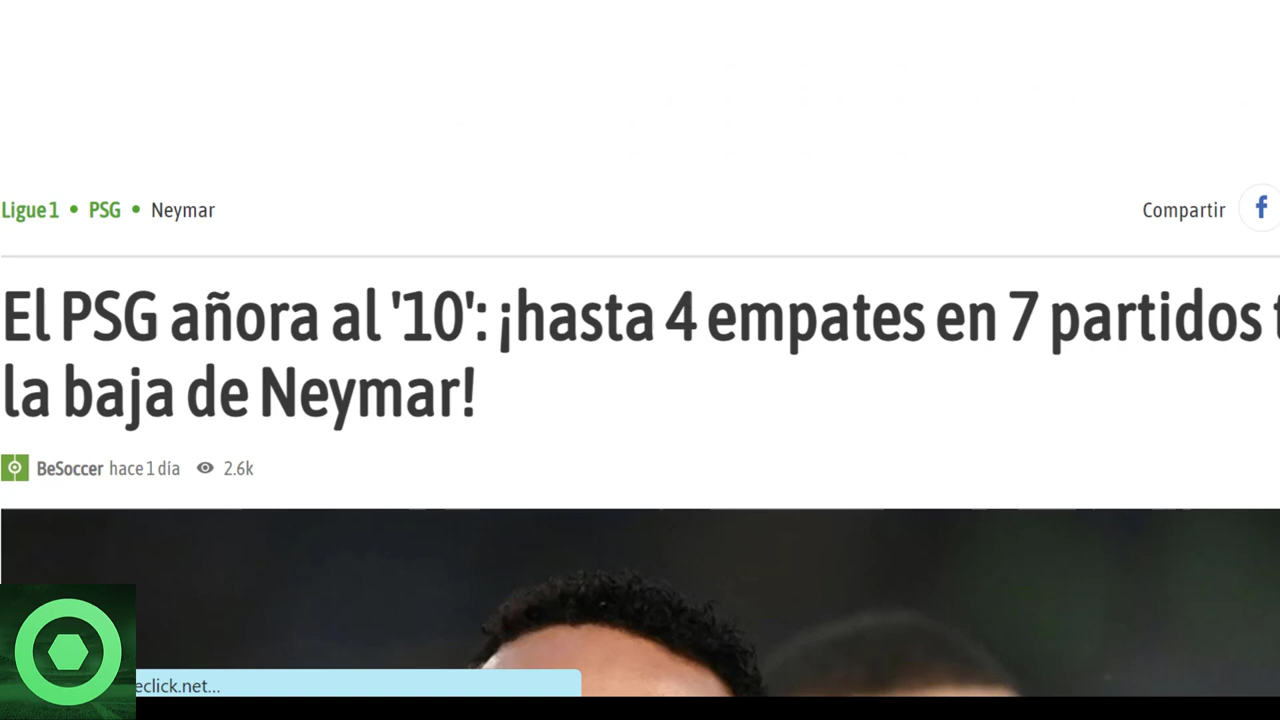 Ligue 1 • PSG • Neymar
Compartir
El PSG añora al '10': ¡hasta 4 empates en 7 partidos
la baja de Neymar!
BeSoccer hace 1 día 2.6k
eclick.net...